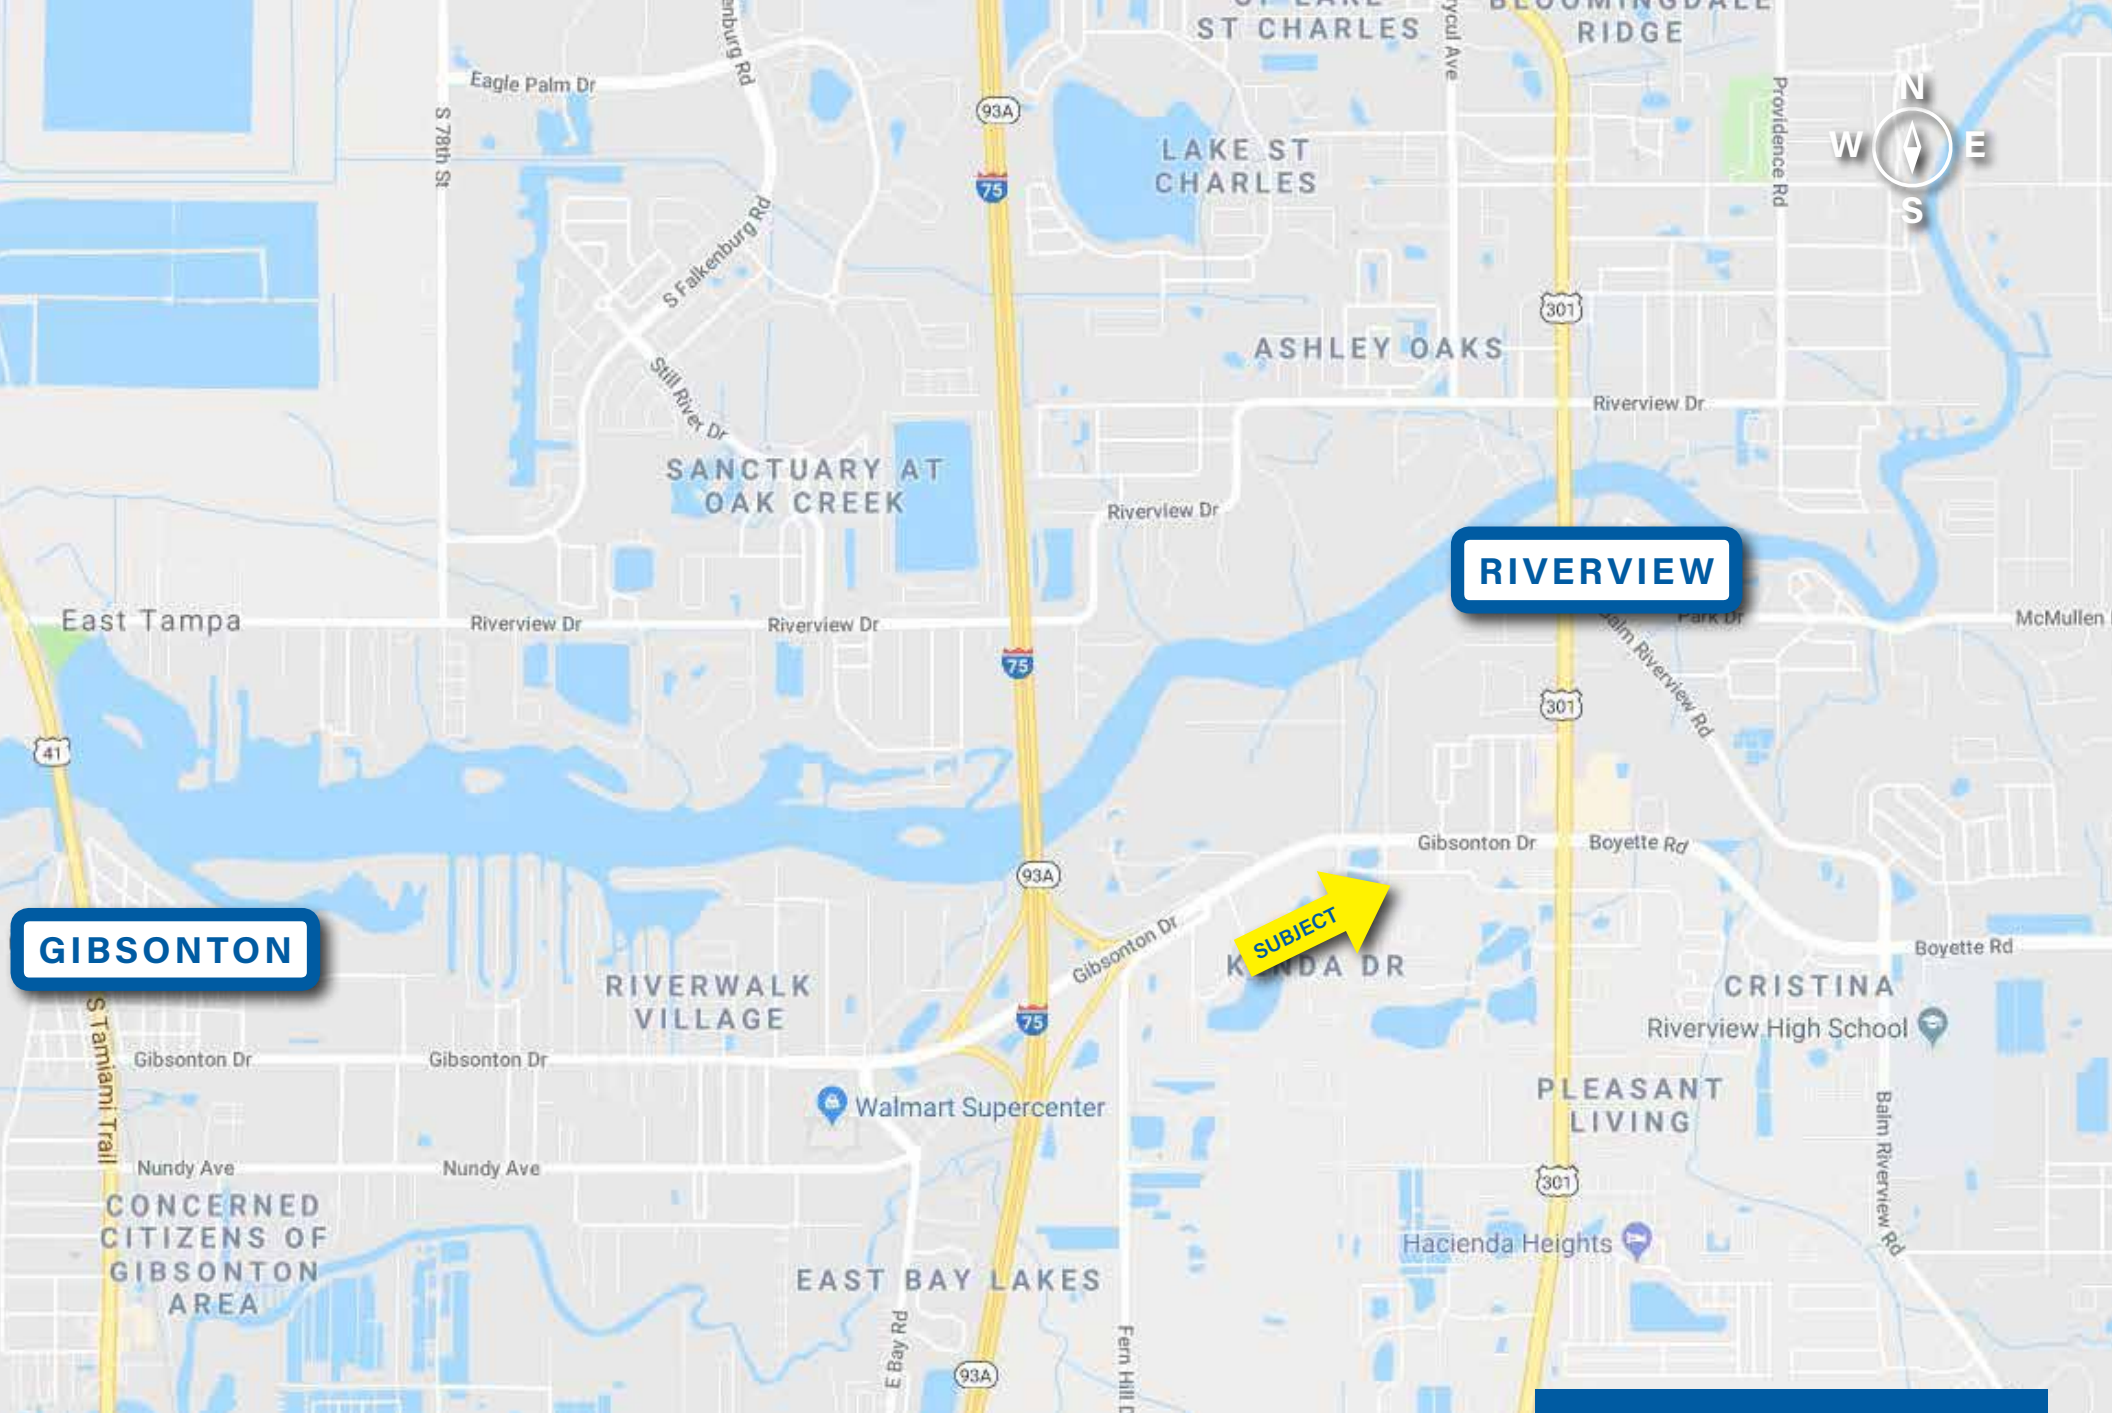 ST CHARLES
RIDGE
Eagle Palm Dr
S 78th St
93A
75
LAKE ST
CHARLES
Providence Rd
N
W
E
S
S Falkenburg Rd
301
ASHLEY OAKS
Still River Dr
Riverview Dr
SANCTUARY AT
OAK CREEK
Riverview Dr
RIVERVIEW
East Tampa
Riverview Dr
Riverview Dr
Park Dr
McMullen
Balm Riverview Rd
75
301
41
Gibsonton Dr
Boyette Rd
93A
SUBJECT
GIBSONTON
Gibsonton Dr
DA DR
Boyette Rd
RIVERWALK
VILLAGE
CRISTINA
75
Riverview High School
S Tamiami Trail
Gibsonton Dr
Gibsonton Dr
Walmart Supercenter
PLEASANT
LIVING
Balm Riverview Rd
Nundy Ave
Nundy Ave
301
CONCERNED
CITIZENS OF
GIBSONTON
AREA
Hacienda Heights
EAST BAY LAKES
E Bay Rd
Fern Hill
93A